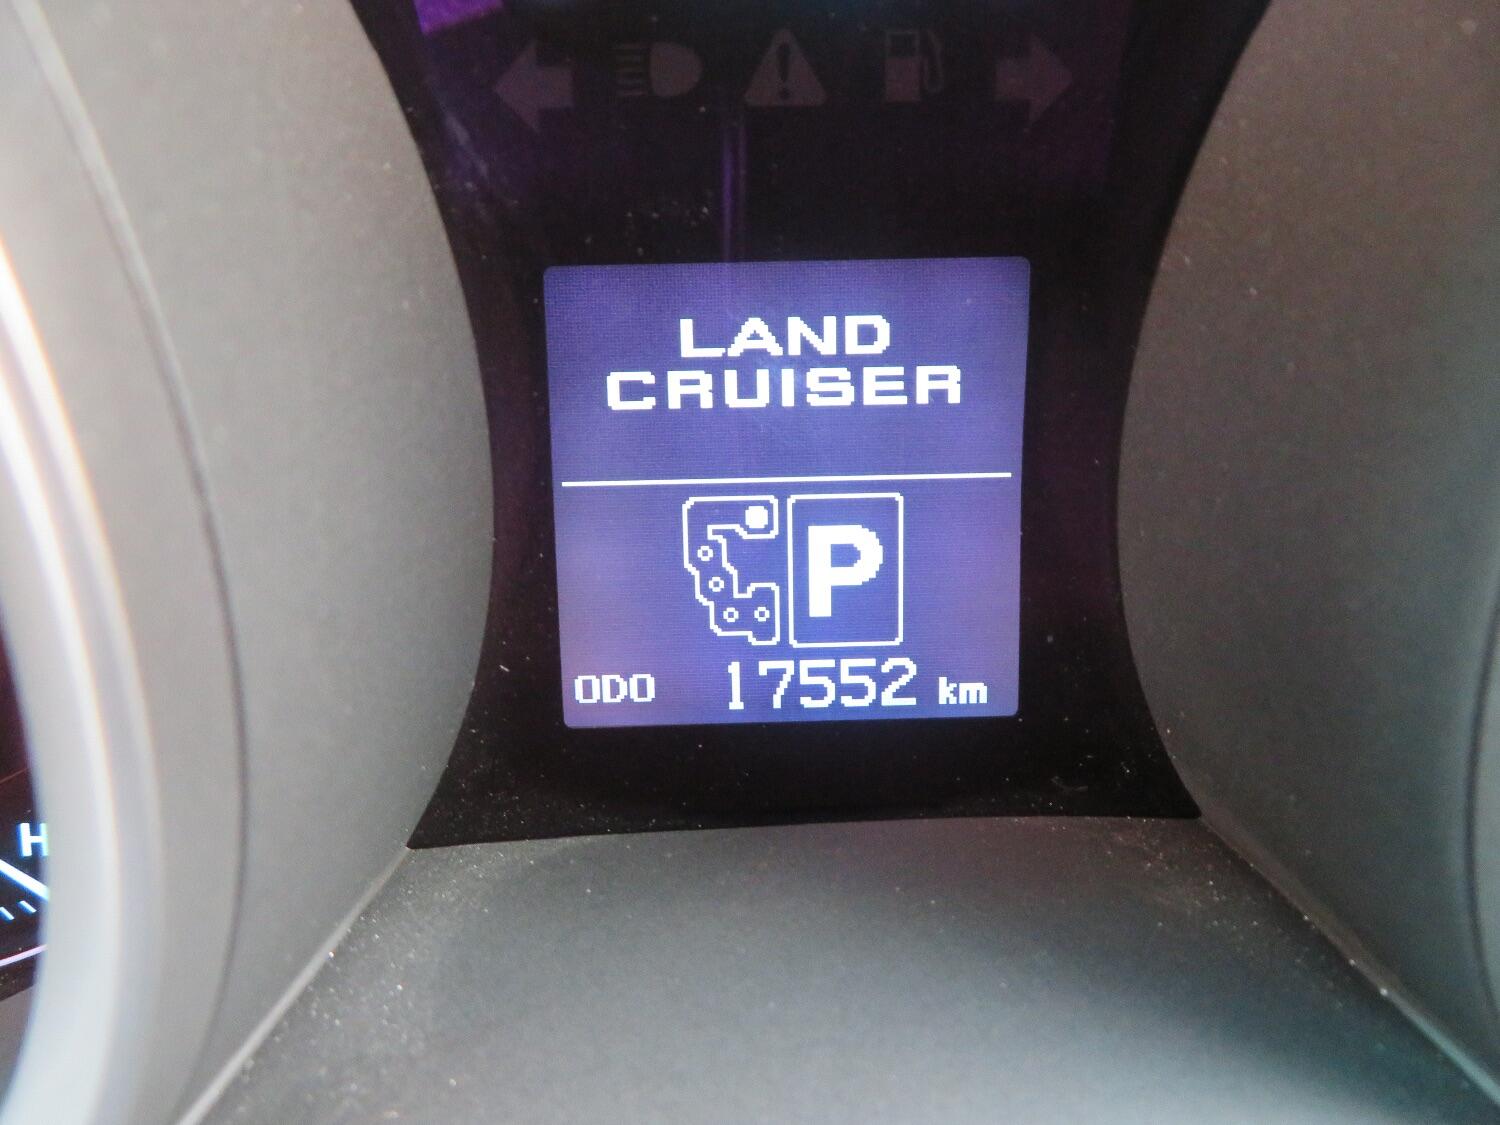 LAND
CRUISER
P
ODO 17552 km
H